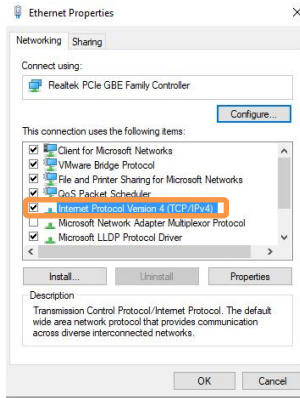 Ethernet Properties
Networking Sharing
Connect using:
Realtek PCIe GBE Family Controller
Configure...
This connection uses the following items:
Client for Microsoft Networks
VMware Bridge Protocol
File and Printer Sharing for Microsoft Networks
QoS Packet Scheduler
Internet Protocol Version 4 (TCP/IPv4)
Microsoft Network Adapter Multiplexor Protocol
Microsoft LLDP Protocol Driver
Install... Uninstall Properties
Description
Transmission Control Protocol/Internet Protocol. The default
wide area network protocol that provides communication
across diverse interconnected networks.
OK Cancel